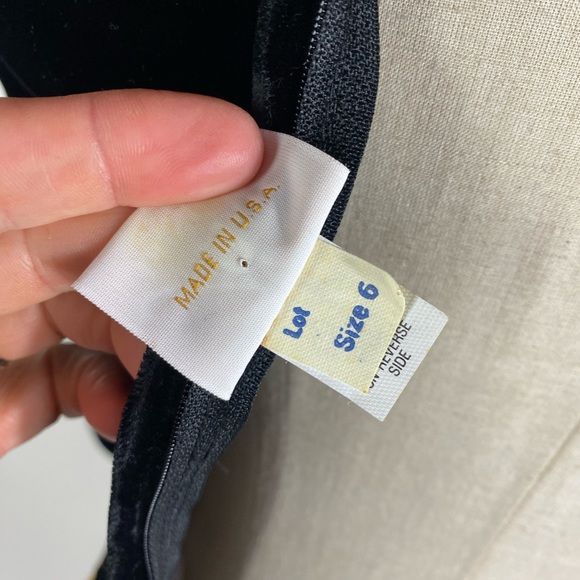 MADE IN U.S.A.
Lot
Size 6
ON REVERSE
SIDE